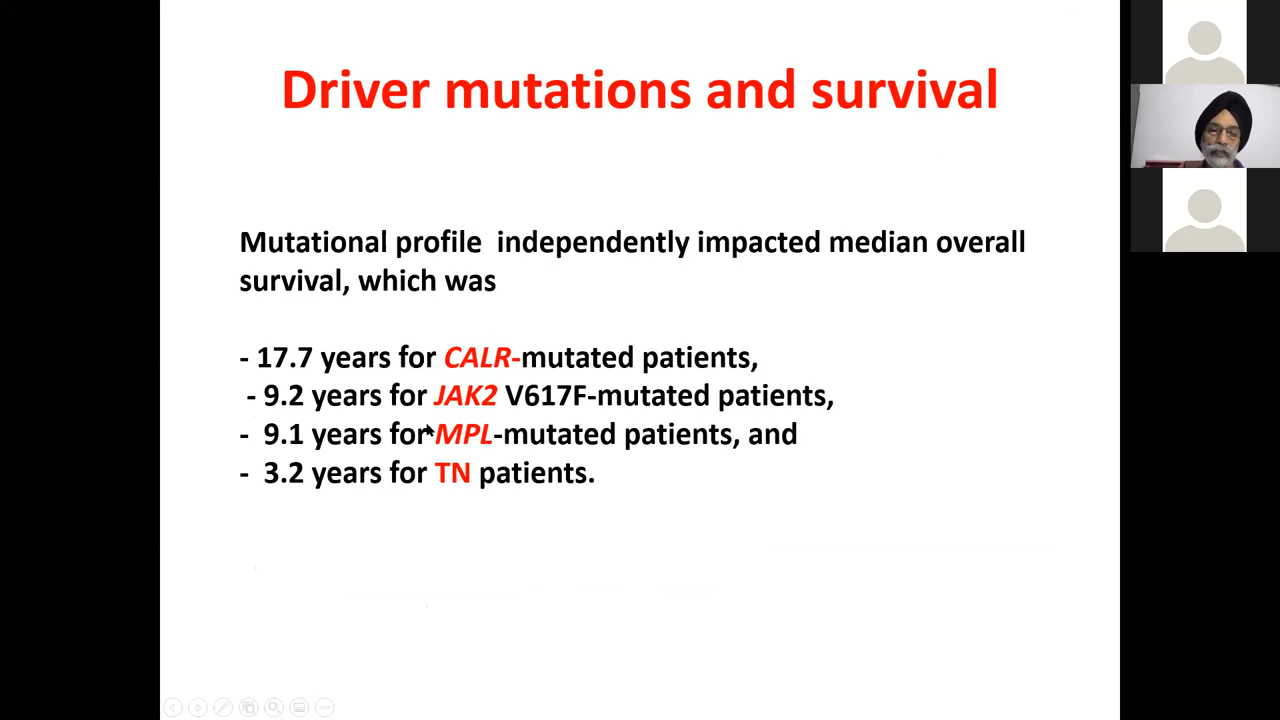 Driver mutations and survival
Mutational profile independently impacted median overall
survival, which was
- 17.7 years for CALR-mutated patients,
- 9.2 years for JAK2 V617F-mutated patients,
- 9.1 years for MPL-mutated patients, and
- 3.2 years for TN patients.